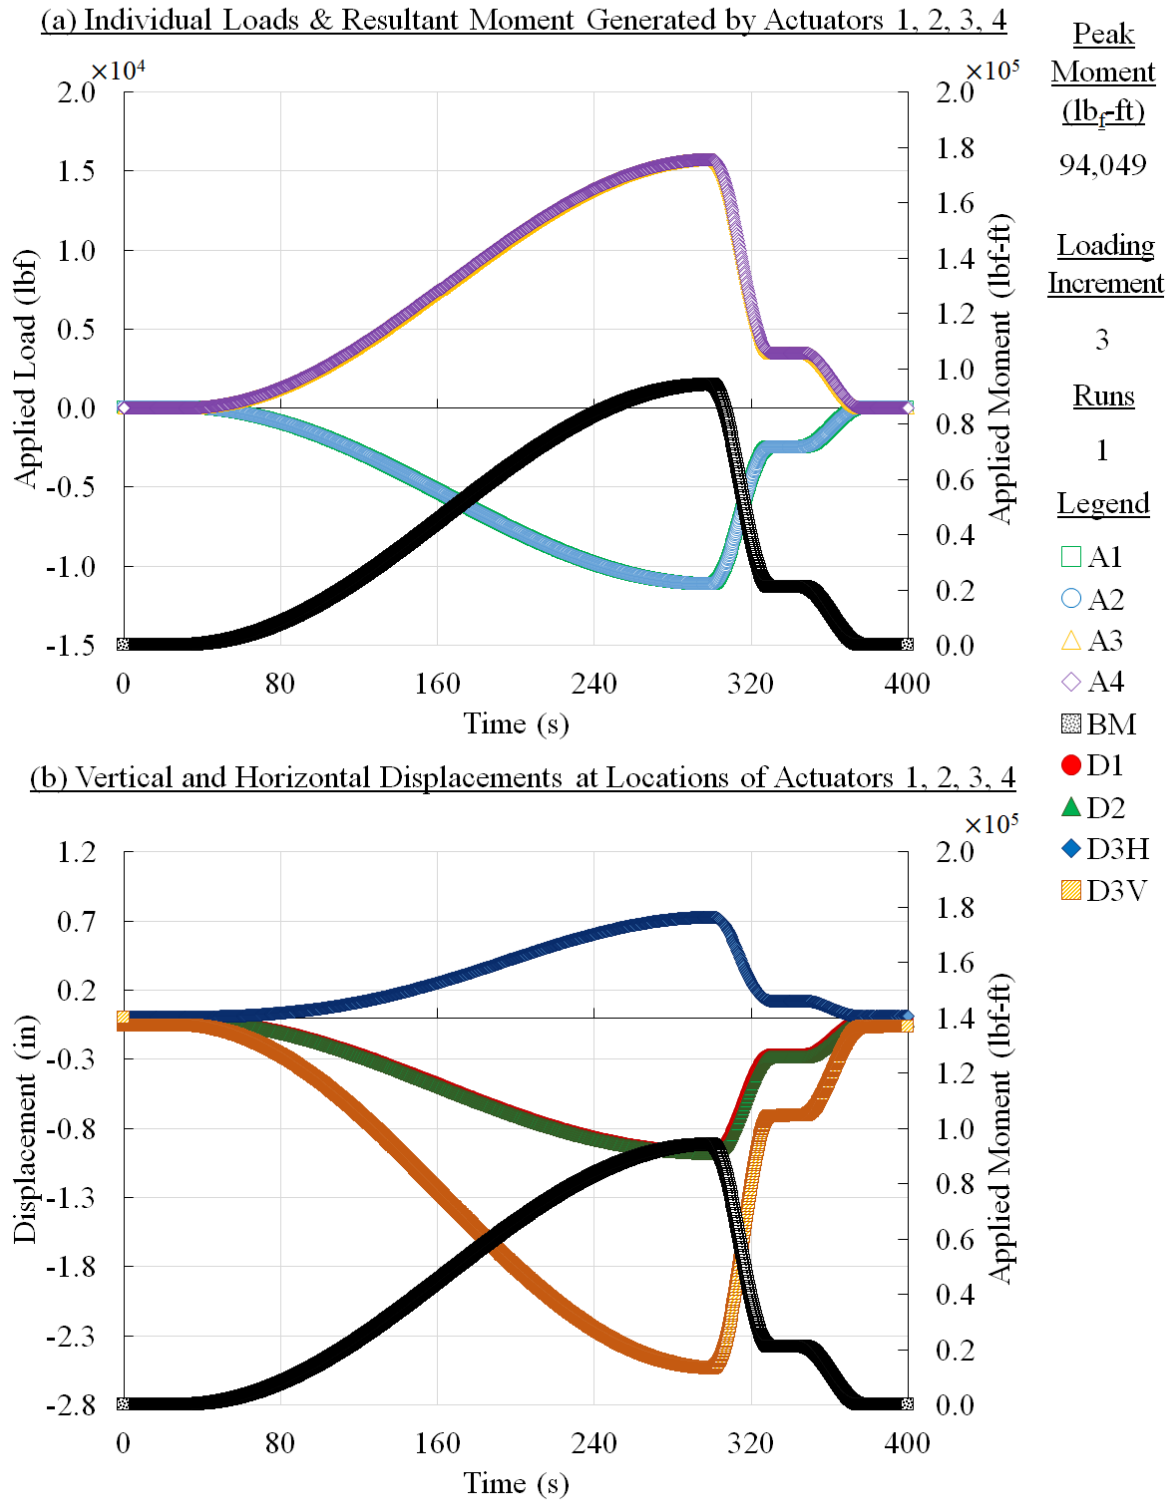 (a) Individual Loads & Resultant Moment Generated by Actuators 1, 2, 3, 4
×10⁴
×10⁵
2.0
1.5
1.0
0.5
0.0
-0.5
-1.0
-1.5
Applied Load (lbf)
2.0
1.8
1.6
1.4
1.2
1.0
0.8
0.6
0.4
0.2
0.0
Applied Moment (lbf-ft)
0 80 160 240 320 400
Time (s)
Peak
Moment
(lb_f-ft)
94,049
Loading
Increment
3
Runs
1
Legend
A1
A2
A3
A4
BM
D1
D2
D3H
D3V
(b) Vertical and Horizontal Displacements at Locations of Actuators 1, 2, 3, 4
×10⁵
1.2
0.7
0.2
-0.3
-0.8
-1.3
-1.8
-2.3
-2.8
Displacement (in)
2.0
1.8
1.6
1.4
1.2
1.0
0.8
0.6
0.4
0.2
0.0
Applied Moment (lbf-ft)
0 80 160 240 320 400
Time (s)